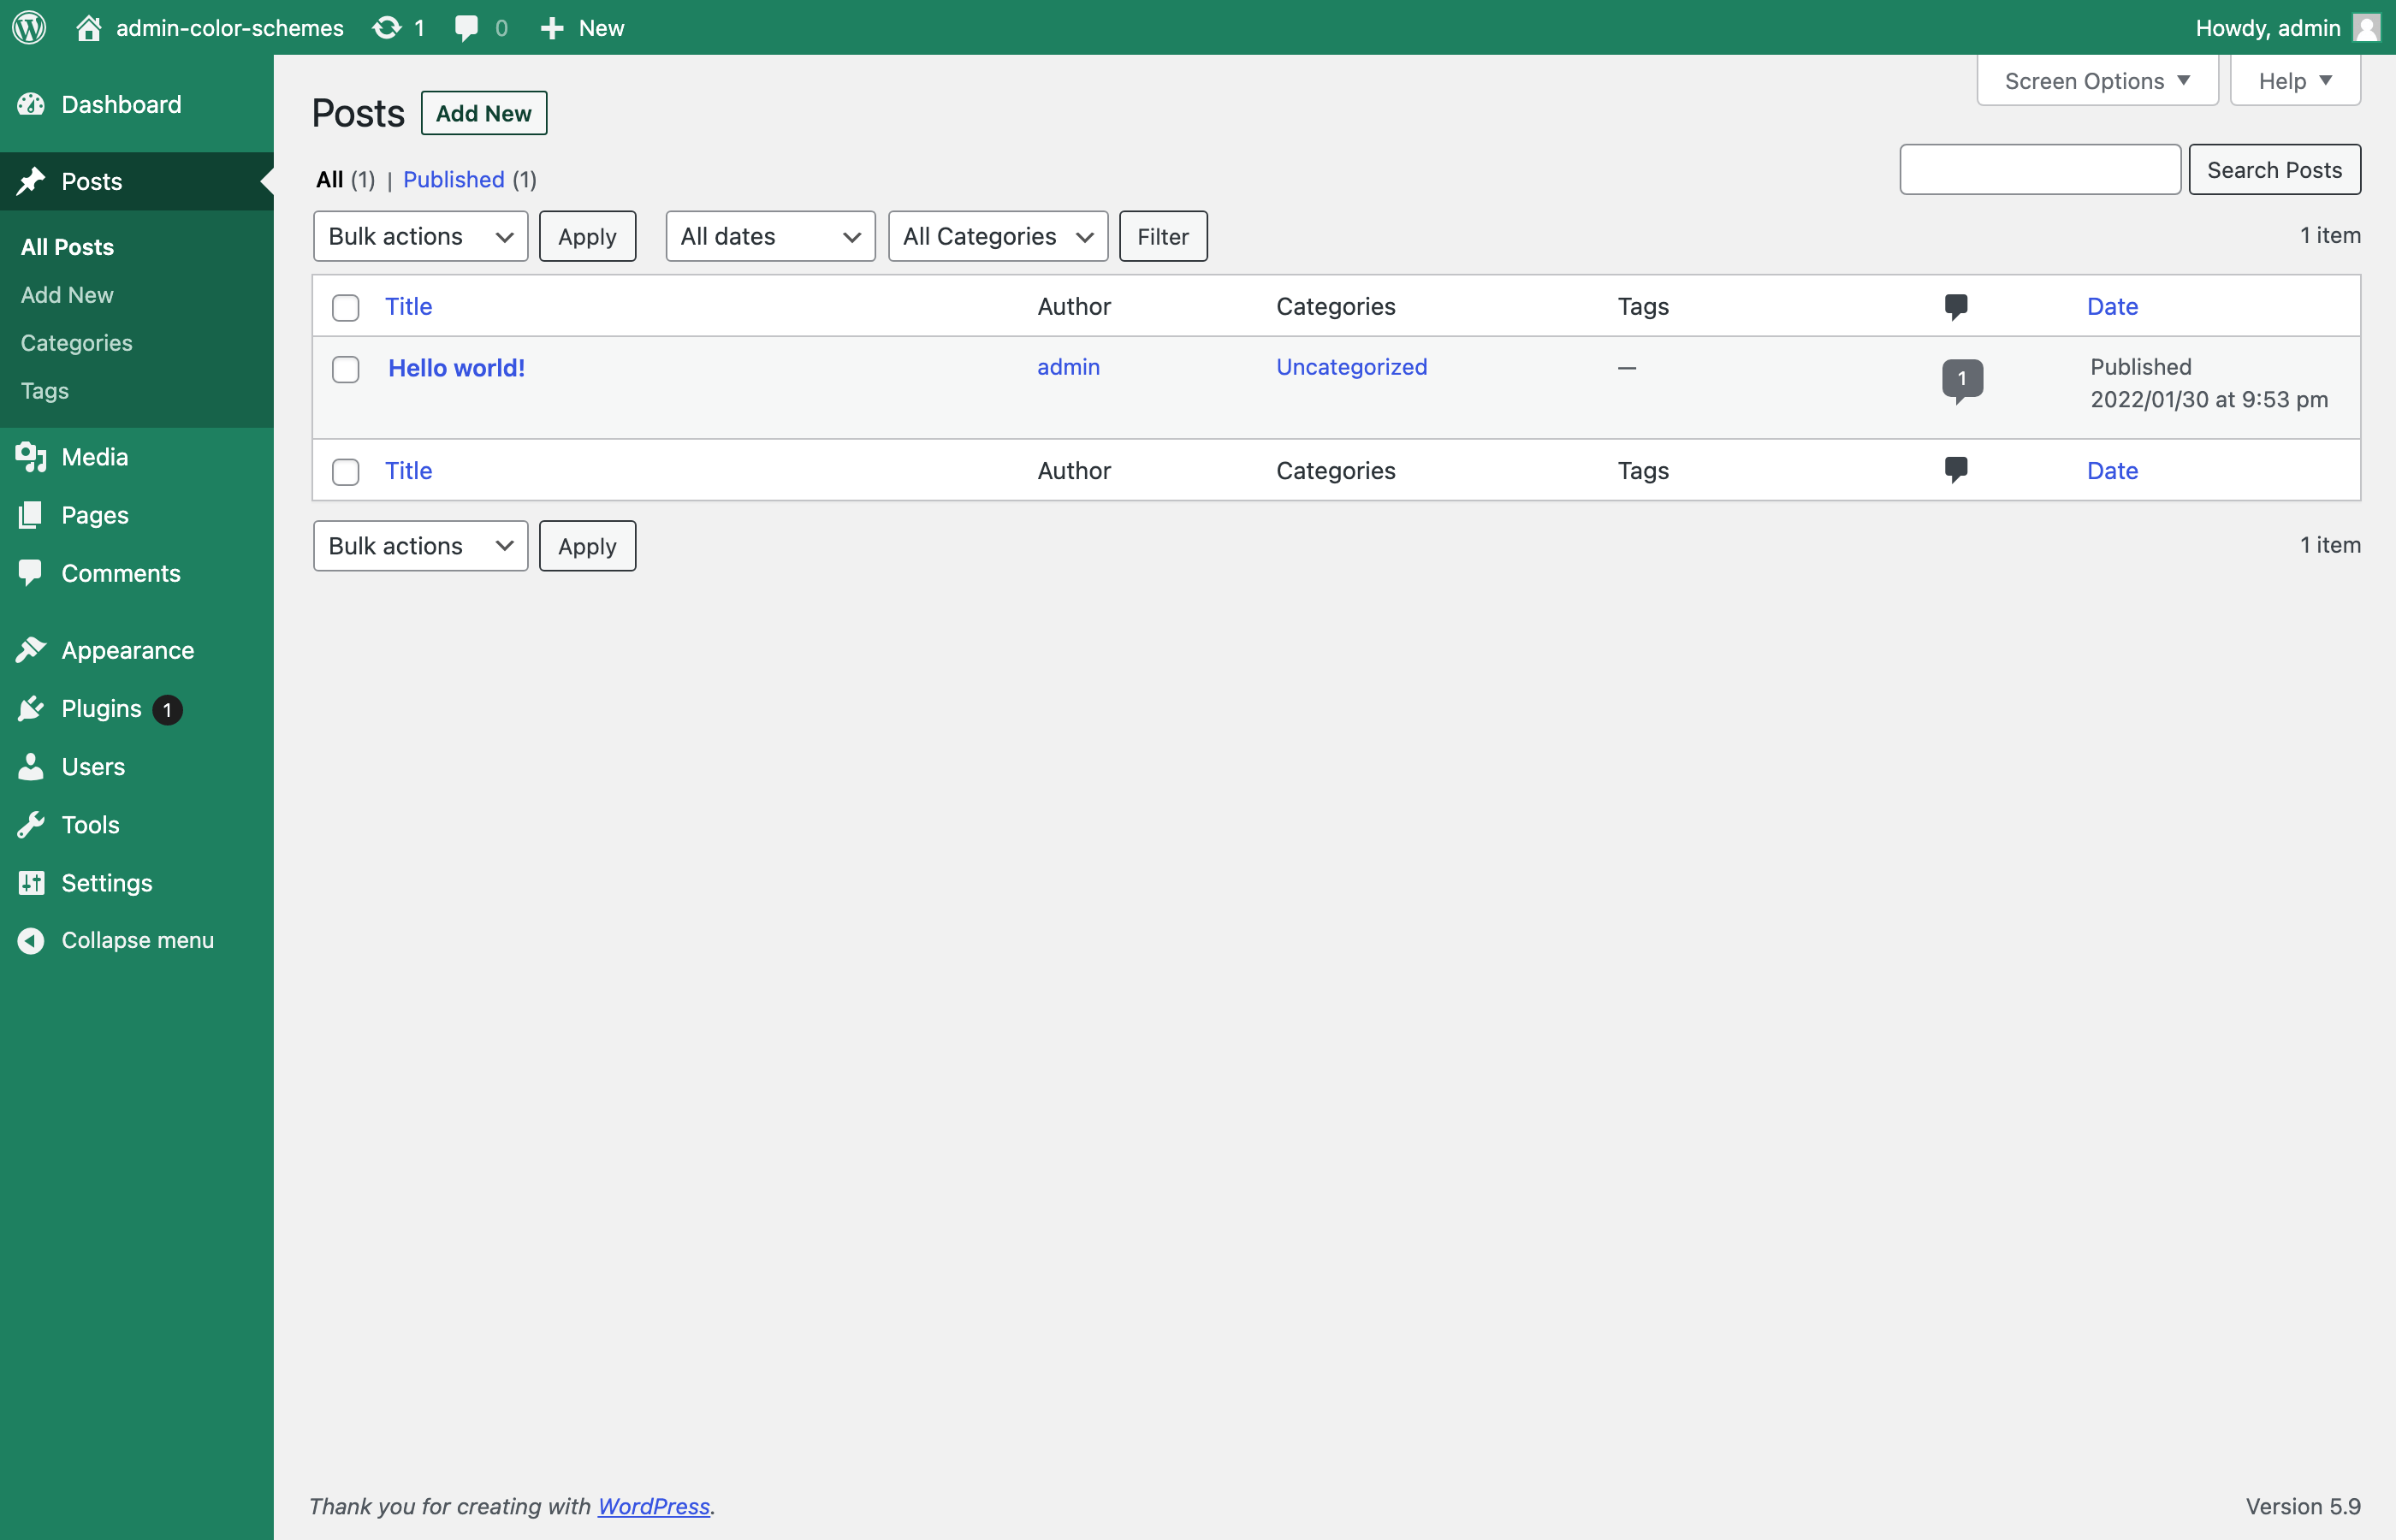 admin-color-schemes 1 0 New Howdy, admin
Dashboard
Posts
All Posts
Add New
Categories
Tags
Media
Pages
Comments
Appearance
Plugins 1
Users
Tools
Settings
Collapse menu
Screen Options Help
Posts Add New
All (1) | Published (1)
Search Posts
Bulk actions Apply All dates All Categories Filter 1 item
Title Author Categories Tags Date
Hello world! admin Uncategorized — 1 Published
2022/01/30 at 9:53 pm
Title Author Categories Tags Date
Bulk actions Apply 1 item
Thank you for creating with WordPress. Version 5.9